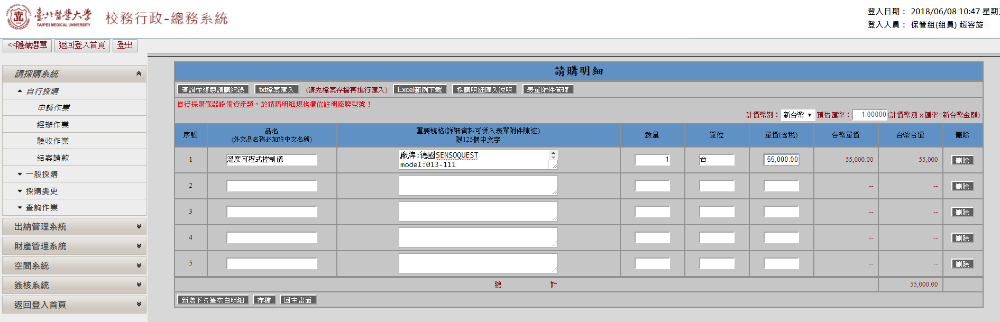 臺北醫學大學
TAIPEI MEDICAL UNIVERSITY
校務行政-總務系統
登入日期： 2018/06/08 10:47 星期
登入人員： 保管組(組員) 趙容旋
<<隱藏選單 返回登入首頁 登出
請採購系統
自行採購
申請作業
經辦作業
驗收作業
結案請款
一般採購
採購變更
查詢作業
出納管理系統
財產管理系統
空間系統
簽核系統
返回登入首頁
請購明細
查詢並複製請購紀錄 txt檔案匯入 (請先檔案存檔再進行匯入) Excel範例下載 採購明細匯入說明 表單附件管理
自行採購儀器設備資產類，於請購明細規格欄位註明廠牌型號！
計價幣別： 新台幣 預估匯率： 1.00000 (計價幣別 x 匯率=新台幣金額)
序號 品名 (外文品名務必加註中文名稱) 重要規格(詳細資料可併入表單附件陳述) 限125個中文字 數量 單位 單價(含稅) 台幣單價 台幣合價 刪除
1 溫度可程式控制儀 廠牌:德國SENSOQUEST model:013-111 1 台 55,000.00 55,000.00 55,000 刪除
2 -- -- 刪除
3 -- -- 刪除
4 -- -- 刪除
5 -- -- 刪除
總 計 55,000.00
新增下５筆空白明細 存檔 回主畫面